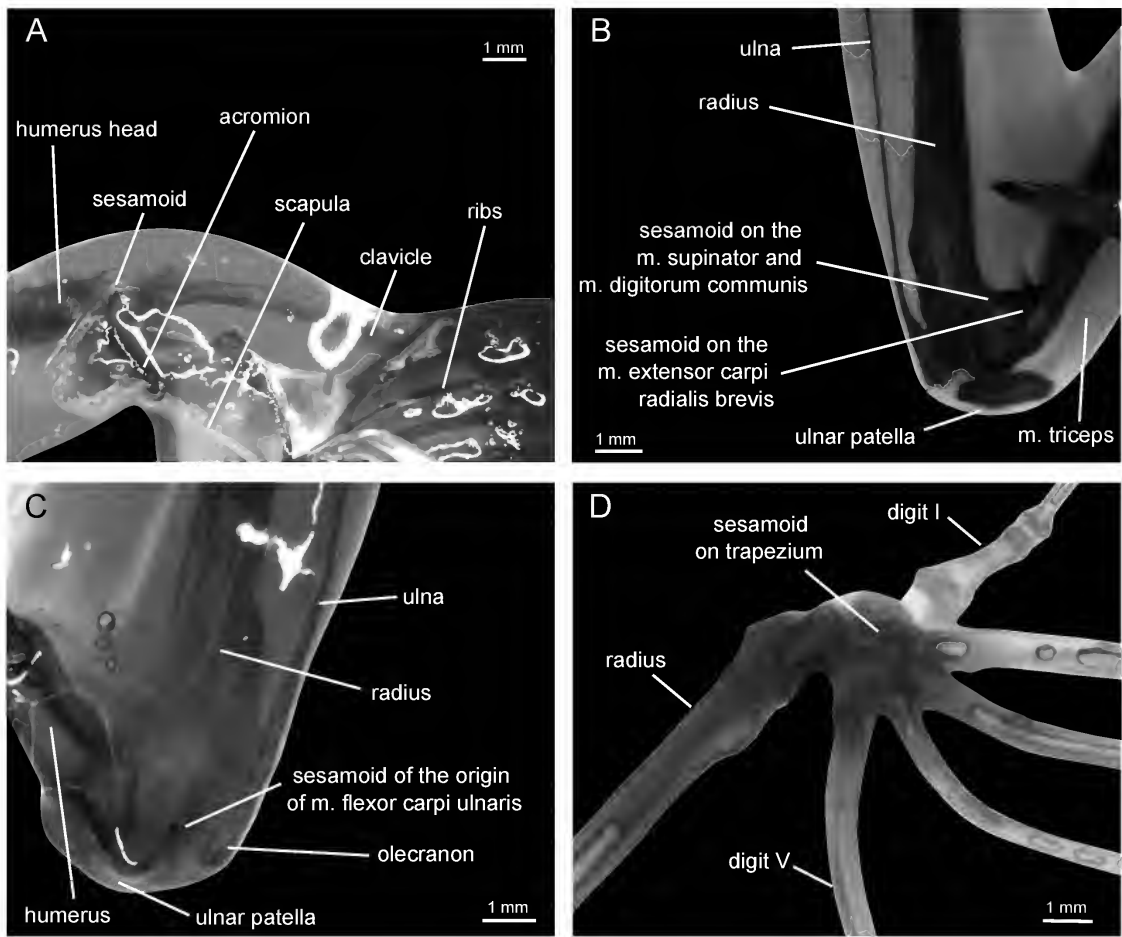 A
1 mm
acromion
humerus head
sesamoid
scapula
ribs
clavicle
B
ulna
radius
sesamoid on the
m. supinator and
m. digitorum communis
sesamoid on the
m. extensor carpi
radialis brevis
ulnar patella
m. triceps
1 mm
C
ulna
radius
sesamoid of the origin
of m. flexor carpi ulnaris
olecranon
humerus
ulnar patella
1 mm
D
digit I
sesamoid
on trapezium
radius
digit V
1 mm